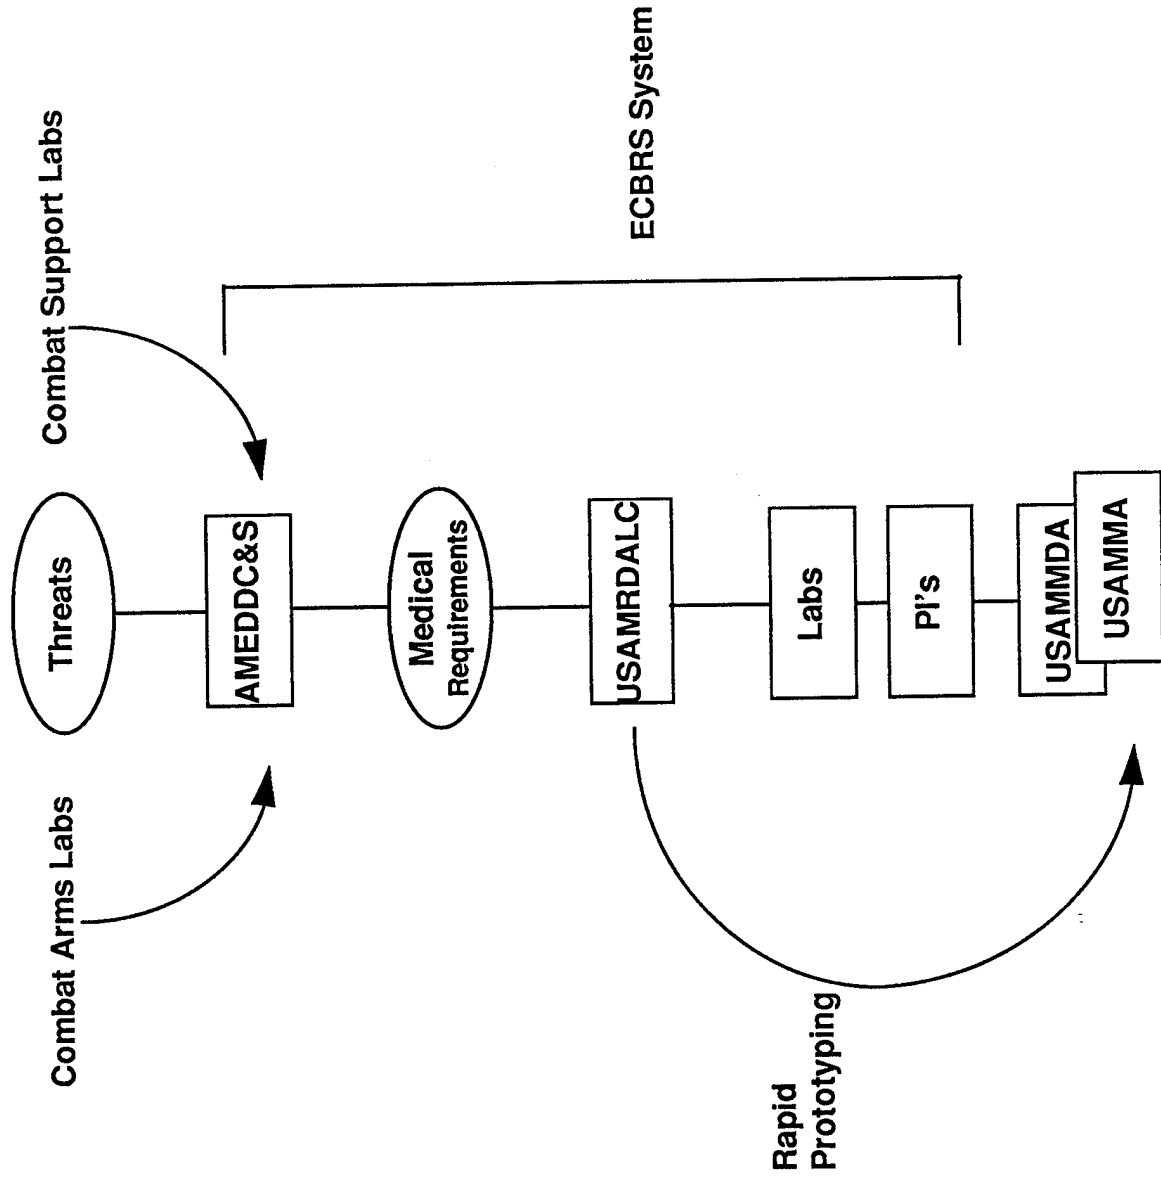 Combat Arms Labs
Combat Support Labs
Threats
AMEDDC&S
Medical
Requirements
ECBRS System
USAMRDALC
Rapid
Prototyping
Labs
PI's
USAMMDA
USAMMA